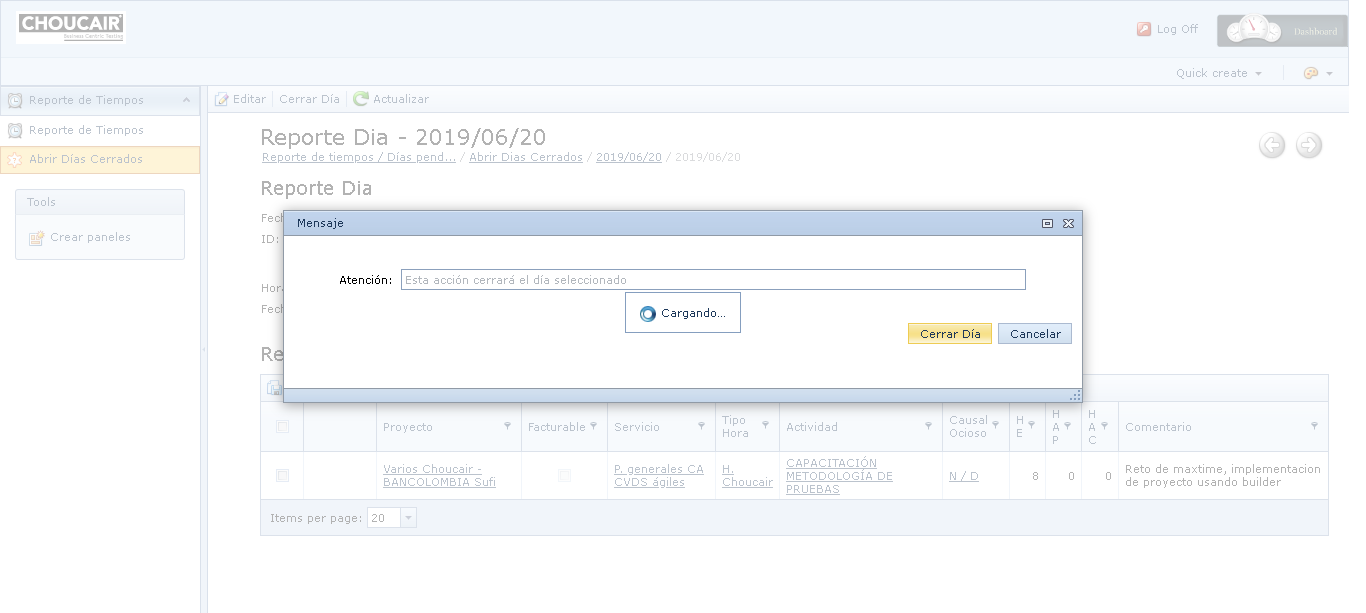 CHOUCAIR
Business Centric Testing
Log Off
Dashboard
Quick create
Reporte de Tiempos
Reporte de Tiempos
Abrir Días Cerrados
Tools
Crear paneles
Editar Cerrar Día Actualizar
Reporte Dia - 2019/06/20
Reporte de tiempos / Días pend... / Abrir Dias Cerrados / 2019/06/20 / 2019/06/20
Reporte Dia
Fech
ID:
Hora
Fech
Re
Mensaje
Atención: Esta acción cerrará el día seleccionado
Cargando...
Cerrar Día Cancelar
Proyecto Facturable Servicio Tipo Hora Actividad Causal Ocioso H E H A P H A C Comentario
Varios Choucair - P. generales CA H. CAPACITACIÓN N / D 8 0 0 Reto de maxtime, implementacion
BANCOLOMBIA Sufi CVDS ágiles Choucair METODOLOGÍA DE de proyecto usando builder
PRUEBAS
Items per page: 20